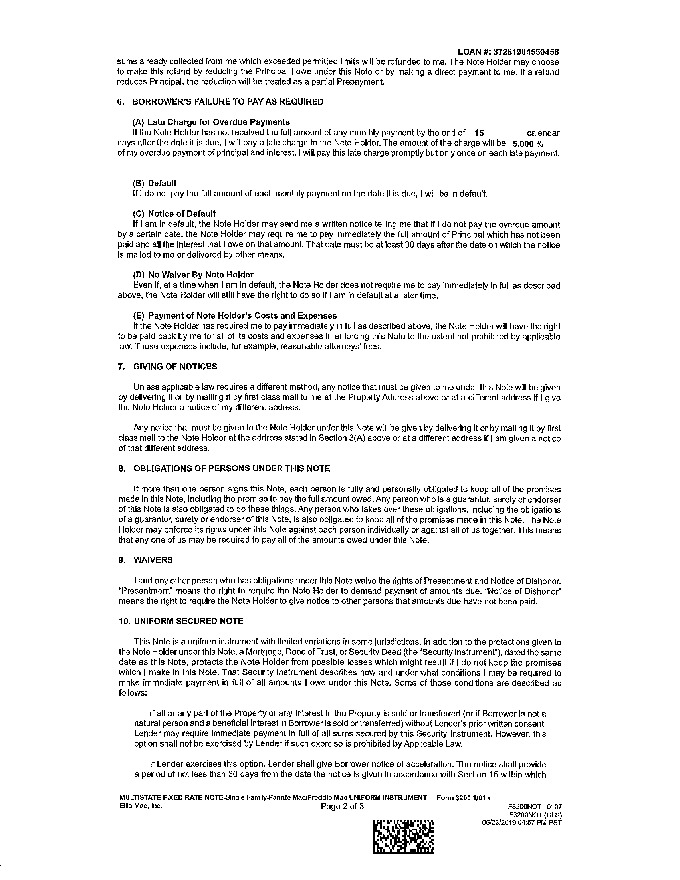 LOAN #: 37281904550458
sums already collected from me which exceeded permitted limits will be refunded to me. The Note Holder may choose
to make this refund by reducing the Principal I owe under this Note or by making a direct payment to me. If a refund
reduces Principal, the reduction will be treated as a partial Prepayment.
6. BORROWER'S FAILURE TO PAY AS REQUIRED
(A) Late Charge for Overdue Payments
If the Note Holder has not received the full amount of any monthly payment by the end of 15 calendar
days after the date it is due, I will pay a late charge to the Note Holder. The amount of the charge will be 5.000 %
of my overdue payment of principal and interest. I will pay this late charge promptly but only once on each late payment.
(B) Default
If I do not pay the full amount of each monthly payment on the date it is due, I will be in default.
(C) Notice of Default
If I am in default, the Note Holder may send me a written notice telling me that if I do not pay the overdue amount
by a certain date, the Note Holder may require me to pay immediately the full amount of Principal which has not been
paid and all the interest that I owe on that amount. That date must be at least 30 days after the date on which the notice
is mailed to me or delivered by other means.
(D) No Waiver By Note Holder
Even if, at a time when I am in default, the Note Holder does not require me to pay immediately in full as described
above, the Note Holder will still have the right to do so if I am in default at a later time.
(E) Payment of Note Holder's Costs and Expenses
If the Note Holder has required me to pay immediately in full as described above, the Note Holder will have the right
to be paid back by me for all of its costs and expenses in enforcing this Note to the extent not prohibited by applicable
law. Those expenses include, for example, reasonable attorneys' fees.
7. GIVING OF NOTICES
Unless applicable law requires a different method, any notice that must be given to me under this Note will be given
by delivering it or by mailing it by first class mail to me at the Property Address above or at a different address if I give
the Note Holder a notice of my different address.
Any notice that must be given to the Note Holder under this Note will be given by delivering it or by mailing it by first
class mail to the Note Holder at the address stated in Section 3(A) above or at a different address if I am given a notice
of that different address.
8. OBLIGATIONS OF PERSONS UNDER THIS NOTE
If more than one person signs this Note, each person is fully and personally obligated to keep all of the promises
made in this Note, including the promise to pay the full amount owed. Any person who is a guarantor, surety or endorser
of this Note is also obligated to do these things. Any person who takes over these obligations, including the obligations
of a guarantor, surety or endorser of this Note, is also obligated to keep all of the promises made in this Note. The Note
Holder may enforce its rights under this Note against each person individually or against all of us together. This means
that any one of us may be required to pay all of the amounts owed under this Note.
9. WAIVERS
I and any other person who has obligations under this Note waive the rights of Presentment and Notice of Dishonor.
"Presentment" means the right to require the Note Holder to demand payment of amounts due. "Notice of Dishonor"
means the right to require the Note Holder to give notice to other persons that amounts due have not been paid.
10. UNIFORM SECURED NOTE
This Note is a uniform instrument with limited variations in some jurisdictions. In addition to the protections given to
the Note Holder under this Note, a Mortgage, Deed of Trust, or Security Deed (the "Security Instrument"), dated the same
date as this Note, protects the Note Holder from possible losses which might result if I do not keep the promises
which I make in this Note. That Security Instrument describes how and under what conditions I may be required to
make immediate payment in full of all amounts I owe under this Note. Some of those conditions are described as
follows:
If all or any part of the Property or any Interest in the Property is sold or transferred (or if Borrower is not a
natural person and a beneficial interest in Borrower is sold or transferred) without Lender's prior written consent,
Lender may require immediate payment in full of all sums secured by this Security Instrument. However, this
option shall not be exercised by Lender if such exercise is prohibited by Applicable Law.
If Lender exercises this option, Lender shall give borrower notice of acceleration. The notice shall provide
a period of not less than 30 days from the date the notice is given in accordance with Section 15 within which
MULTISTATE FIXED RATE NOTE-Single Family-Fannie Mae/Freddie Mac UNIFORM INSTRUMENT Form 3200 1/01
Ellie Mae, Inc. Page 2 of 3
F3200NOT 0107
F3200NOT (CLS)
PM PST